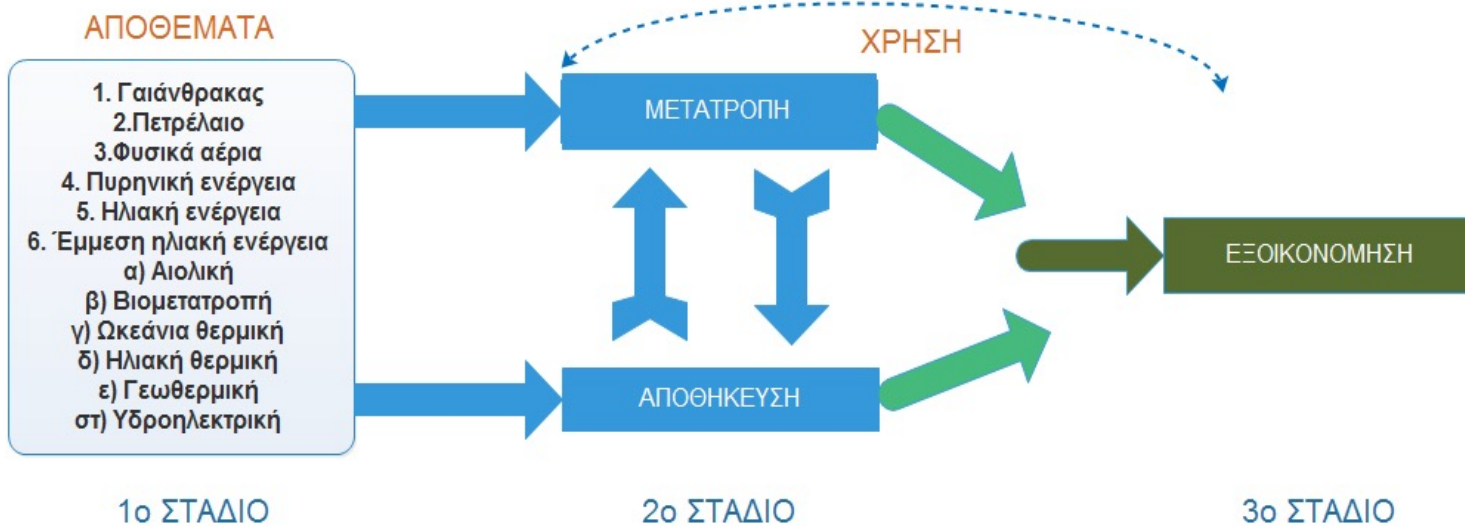 ΑΠΟΘΕΜΑΤΑ
1. Γαιάνθρακας
2.Πετρέλαιο
3.Φυσικά αέρια
4. Πυρηνική ενέργεια
5. Ηλιακή ενέργεια
6. Έμμεση ηλιακή ενέργεια
α) Αιολική
β) Βιομετατροπή
γ) Ωκεάνια θερμική
δ) Ηλιακή θερμική
ε) Γεωθερμική
στ) Υδροηλεκτρική
ΧΡΗΣΗ
ΜΕΤΑΤΡΟΠΗ
ΑΠΟΘΗΚΕΥΣΗ
ΕΞΟΙΚΟΝΟΜΗΣΗ
1ο ΣΤΑΔΙΟ
2ο ΣΤΑΔΙΟ
3ο ΣΤΑΔΙΟ